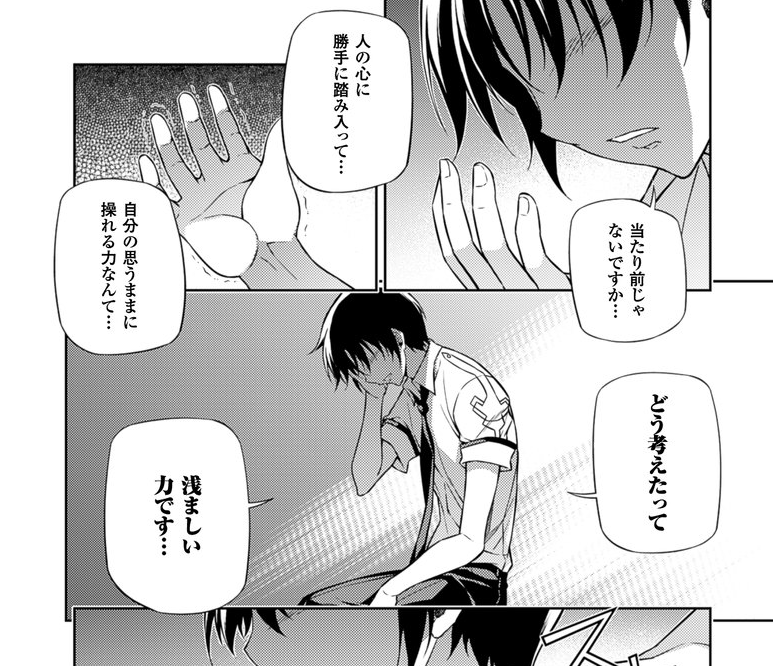 当たり前じゃ
ないですか…
人の心に
勝手に踏み入って…
自分の思うままに
操れる力なんて…
どう考えたって
浅ましい
力です…